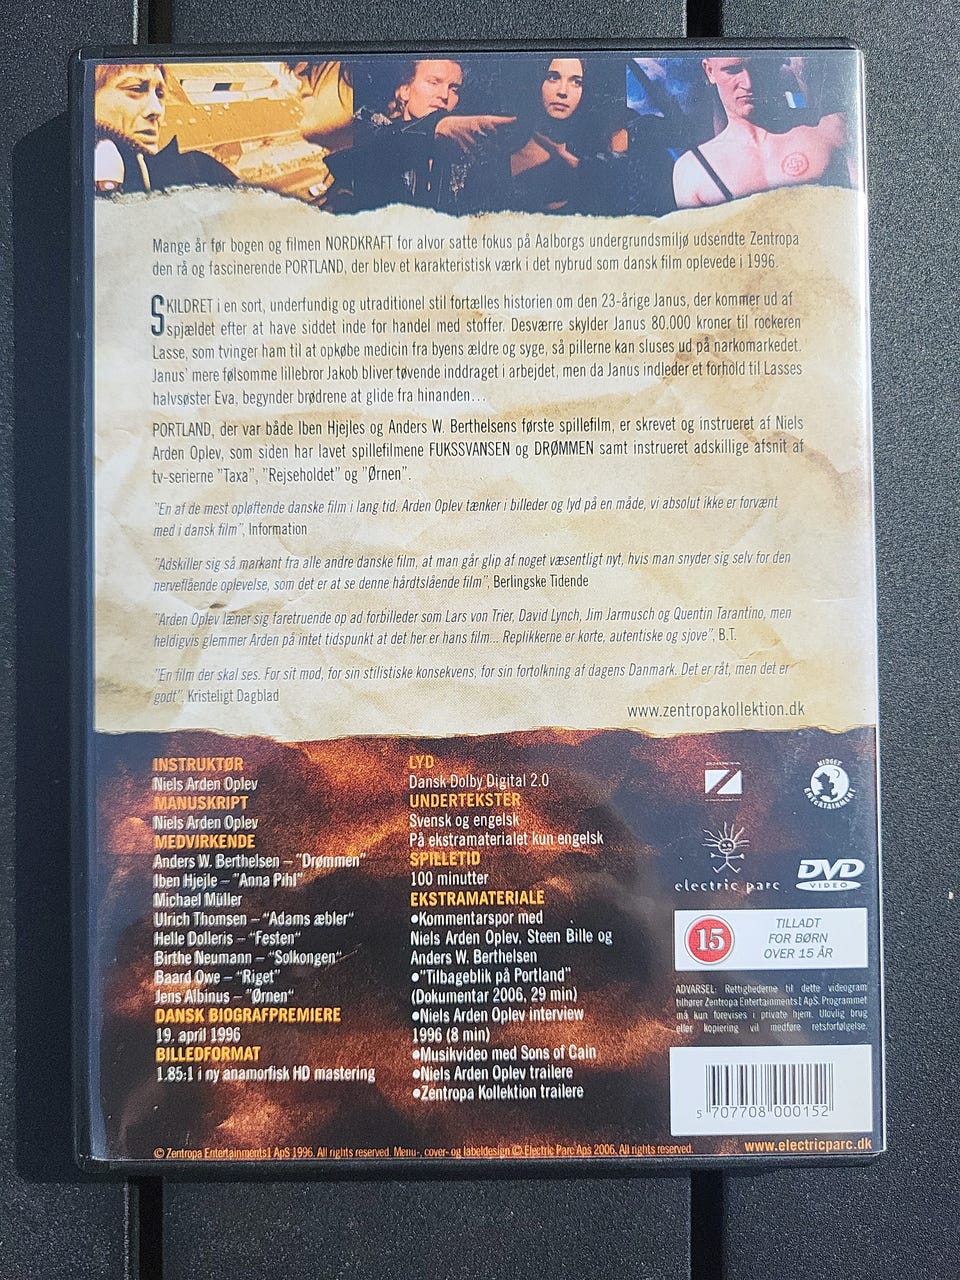 Mange år før bogen og filmen NORDKRAFT for alvor satte fokus på Aalborgs undergrundsmiljø udsendte Zentropa
den rå og fascinerende PORTLAND, der blev et karakteristisk værk i det nybrud som dansk film oplevede i 1996.
SKILDRET i en sort, underfundig og utraditionel stil fortælles historien om den 23-årige Janus, der kommer ud af
spjældet efter at have siddet inde for handel med stoffer. Desværre skylder Janus 80.000 kroner til rockeren
Lasse, som tvinger ham til at opkøbe medicin fra byens ældre og syge, så pillerne kan sluses ud på narkomarkedet.
Janus' mere følsomme lillebror Jakob bliver tøvende inddraget i arbejdet, men da Janus indleder et forhold til Lasses
halvsøster Eva, begynder brødrene at glide fra hinanden...
PORTLAND, der var både Iben Hjejles og Anders W. Berthelsens første spillefilm, er skrevet og instrueret af Niels
Arden Oplev, som siden har lavet spillefilmene FUKSSVANSEN og DRØMMEN samt instrueret adskillige afsnit af
tv-serierne "Taxa", "Rejseholdet" og "Ørnen".
"En af de mest opløftende danske film i lang tid. Arden Oplev tænker i billeder og lyd på en måde, vi absolut ikke er forvænt
med i dansk film", Information
"Adskiller sig så markant fra alle andre danske film, at man går glip af noget væsentligt nyt, hvis man snyder sig selv for den
nerveflående oplevelse, som det er at se denne hårdtslående film", Berlingske Tidende
"Arden Oplev læner sig faretruende op ad forbilleder som Lars von Trier, David Lynch, Jim Jarmusch og Quentin Tarantino, men
heldigvis glemmer Arden på intet tidspunkt at det her er hans film... Replikkerne er korte, autentiske og sjove", B.T.
"En film der skal ses. For sit mod, for sin stilistiske konsekvens, for sin fortolkning af dagens Danmark. Det er råt, men det er
godt". Kristeligt Dagblad
www.zentropakollektion.dk
INSTRUKTØR
Niels Arden Oplev
MANUSKRIPT
Niels Arden Oplev
MEDVIRKENDE
Anders W. Berthelsen – "Drømmen"
Iben Hjejle – "Anna Pihl"
Michael Müller
Ulrich Thomsen – "Adams æbler"
Helle Dolleris – "Festen"
Birthe Neumann – "Solkongen"
Baard Owe – "Riget"
Jens Albinus – "Ørnen"
DANSK BIOGRAFPREMIERE
19. april 1996
BILLEDFORMAT
1.85:1 i ny anamorfisk HD mastering
LYD
Dansk Dolby Digital 2.0
UNDERTEKSTER
Svensk og engelsk
På ekstramaterialet kun engelsk
SPILLETID
100 minutter
EKSTRAMATERIALE
•Kommentarspor med
Niels Arden Oplev, Steen Bille og
Anders W. Berthelsen
•"Tilbageblik på Portland"
(Dokumentar 2006, 29 min)
•Niels Arden Oplev interview
1996 (8 min)
•Musikvideo med Sons of Cain
•Niels Arden Oplev trailere
•Zentropa Kollektion trailere
MIDGET
ENTERTAINMENT
electric parc
DVD
VIDEO
15
TILLADT
FOR BØRN
OVER 15 ÅR
ADVARSEL: Rettighederne til dette videogram
tilhører Zentropa Entertainments1 ApS. Programmet
må kun forevises i private hjem. Ulovlig brug
eller kopiering vil medføre retsforfølgelse.
5 707708 000152
© Zentropa Entertainments1 ApS 1996. All rights reserved. Menu-, cover- og labeldesign © Electric Parc Aps 2006. All rights reserved.
www.electricparc.dk